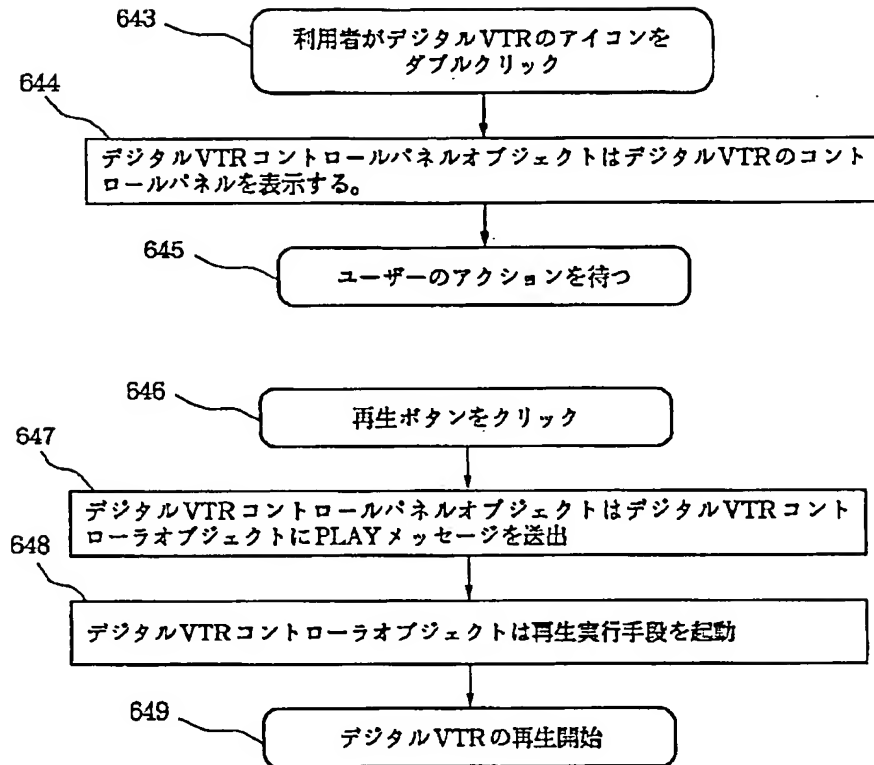 643
利用者がデジタルVTRのアイコンを
ダブルクリック
644
デジタルVTRコントロールパネルオブジェクトはデジタルVTRのコント
ロールパネルを表示する。
645
ユーザーのアクションを待つ
646
再生ボタンをクリック
647
デジタルVTRコントロールパネルオブジェクトはデジタルVTRコント
ローラオブジェクトにPLAYメッセージを送出
648
デジタルVTRコントローラオブジェクトは再生実行手段を起動
649
デジタルVTRの再生開始